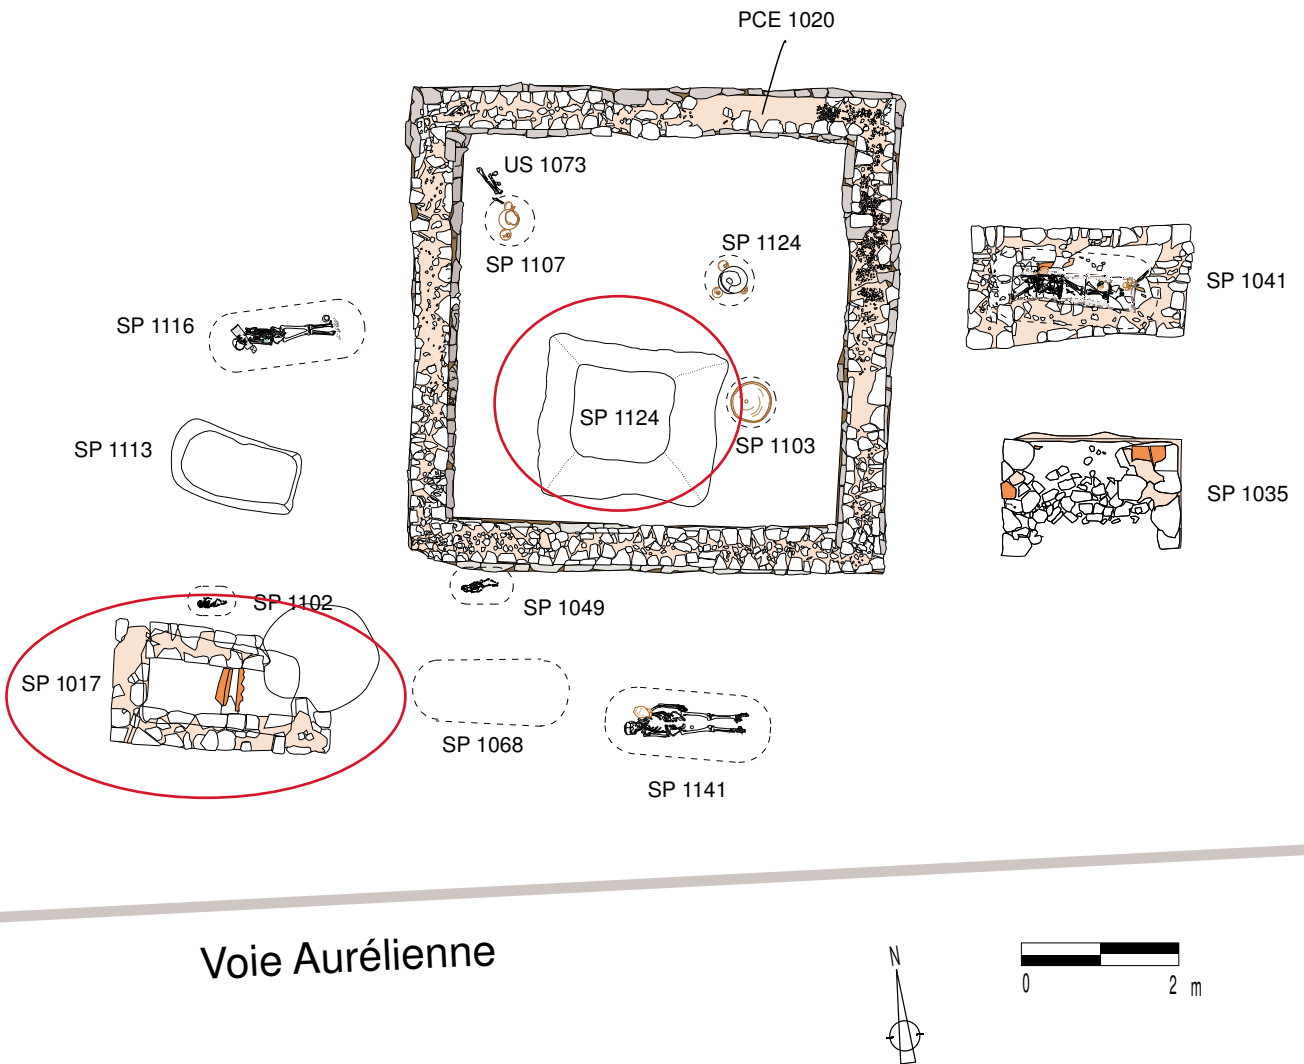 PCE 1020
US 1073
SP 1107
SP 1124
SP 1041
SP 1116
SP 1124
SP 1103
SP 1113
SP 1035
SP 1102
SP 1049
SP 1017
SP 1068
SP 1141
Voie Aurélienne
N
0 2 m